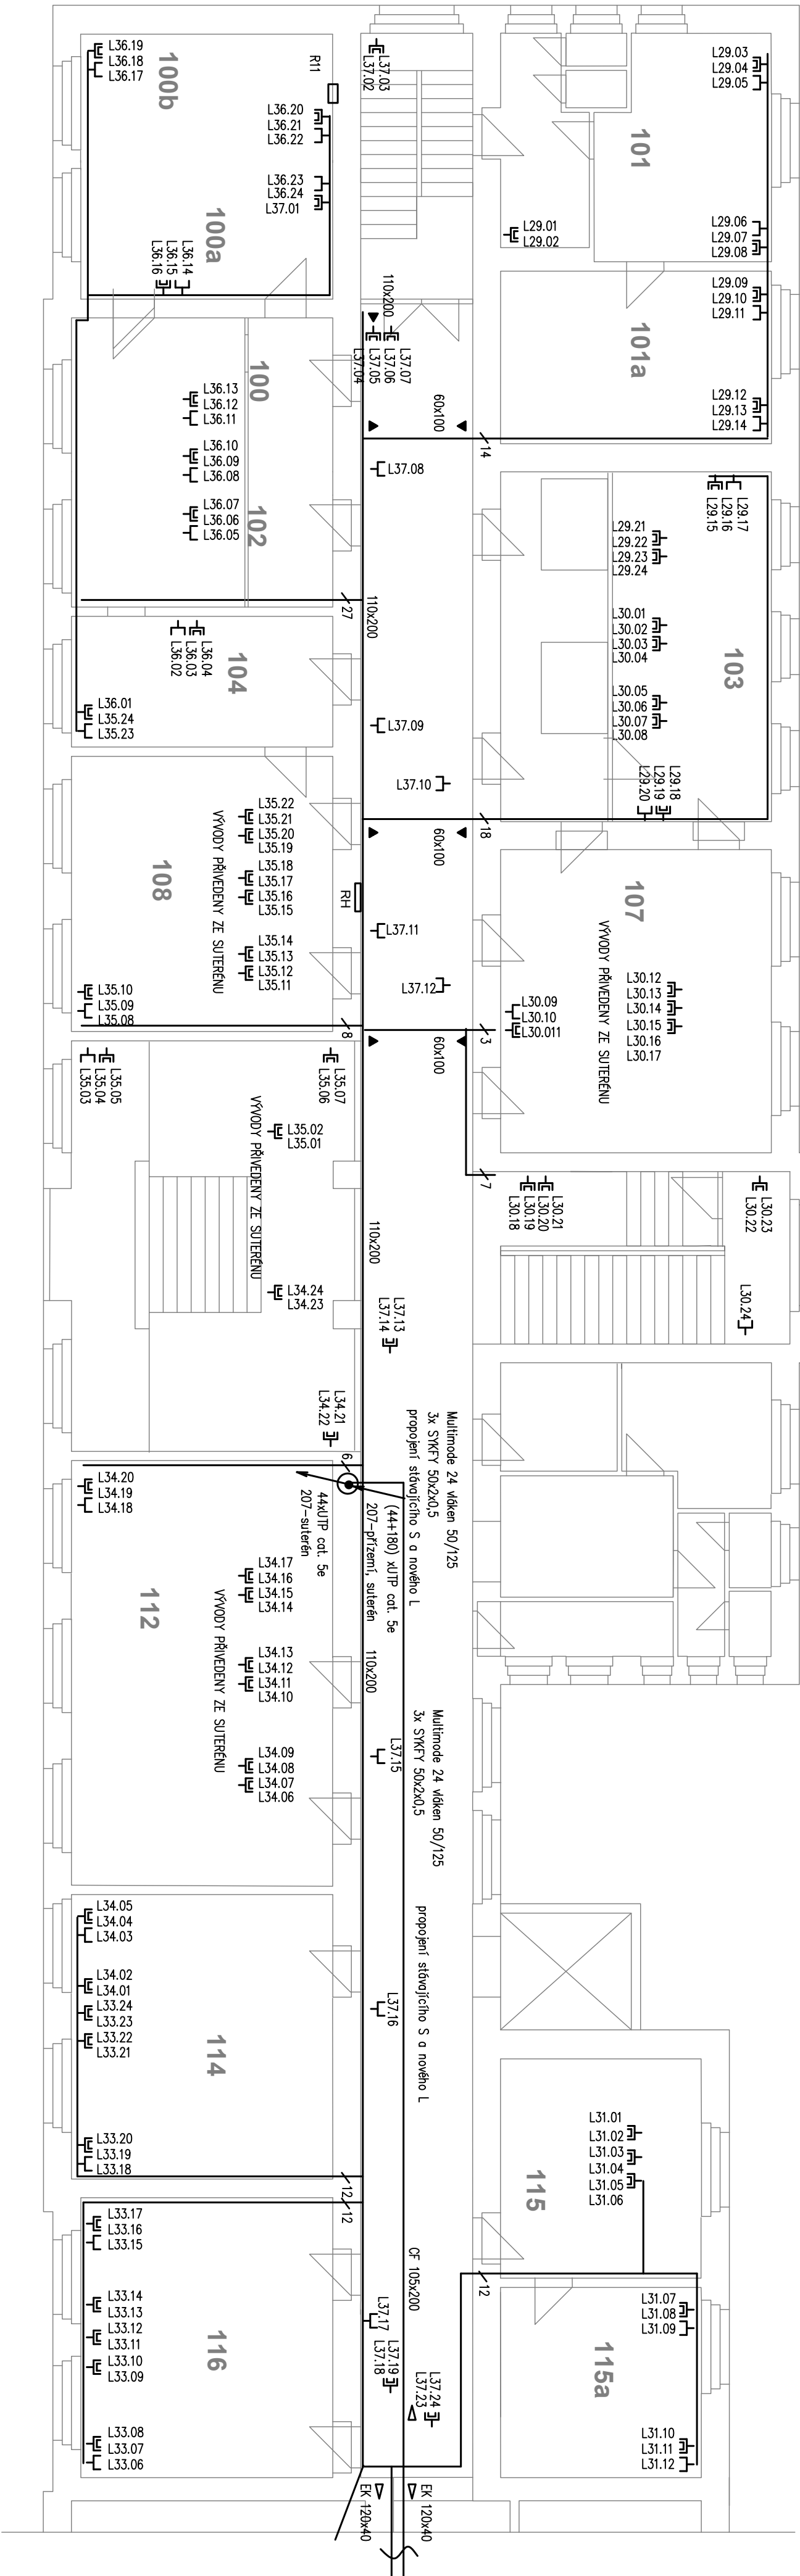 L36.19
L36.18
L36.17
100b
R11
L36.20
L36.21
L36.22
L36.23
L36.24
L37.01
100a
L36.14
L36.15
L36.16
L37.03
L37.02
101
L29.03
L29.04
L29.05
L29.06
L29.07
L29.08
L29.01
L29.02
101a
L29.09
L29.10
L29.11
L29.12
L29.13
L29.14
110x200
L37.07
L37.06
L37.05
L37.04
60x100
14
100
L36.13
L36.12
L36.11
L36.10
L36.09
L36.08
L36.07
L36.06
L36.05
102
27
110x200
L37.08
L29.17
L29.16
L29.15
L29.21
L29.22
L29.23
L29.24
L30.01
L30.02
L30.03
L30.04
L30.05
L30.06
L30.07
L30.08
103
L29.18
L29.19
L29.20
104
L36.04
L36.03
L36.02
L36.01
L35.24
L35.23
L37.09
L37.10
18
60x100
L35.22
L35.21
L35.20
L35.19
L35.18
L35.17
L35.16
L35.15
L35.14
L35.13
L35.12
L35.11
VÝVODY PŘIVEDENY ZE SUTERÉNU
108
RH
L35.10
L35.09
L35.08
8
L37.11
L37.12
107
VÝVODY PŘIVEDENY ZE SUTERÉNU
L30.12
L30.13
L30.14
L30.15
L30.16
L30.17
L30.09
L30.10
L30.011
3
60x100
L35.05
L35.04
L35.03
L35.07
L35.06
L35.02
L35.01
VÝVODY PŘIVEDENY ZE SUTERÉNU
7
L30.21
L30.20
L30.19
L30.18
L30.23
L30.22
L30.24
110x200
L34.24
L34.23
L37.13
L37.14
L34.21
L34.22
6
Multimode 24 vláken 50/125
3x SYKFY 50x2x0,5
propojení stávajícího S a nového L
(44+180) xUTP cat. 5e
207-přízemí, suterén
44xUTP cat. 5e
207-suterén
L34.20
L34.19
L34.18
L34.17
L34.16
L34.15
L34.14
L34.13
L34.12
L34.11
L34.10
L34.09
L34.08
L34.07
L34.06
VÝVODY PŘIVEDENY ZE SUTERÉNU
112
110x200
L37.15
Multimode 24 vláken 50/125
3x SYKFY 50x2x0,5
propojení stávajícího S a nového L
L34.05
L34.04
L34.03
L34.02
L34.01
L33.24
L33.23
L33.22
L33.21
114
L33.20
L33.19
L33.18
12
12
L37.16
L31.01
L31.02
L31.03
L31.04
L31.05
L31.06
115
12
CF 105x200
L33.17
L33.16
L33.15
L33.14
L33.13
L33.12
L33.11
L33.10
L33.09
L33.08
L33.07
L33.06
116
L37.17
L37.19
L37.18
L37.24
L37.23
L31.07
L31.08
L31.09
115a
L31.10
L31.11
L31.12
EK 120x40
EK 120x40